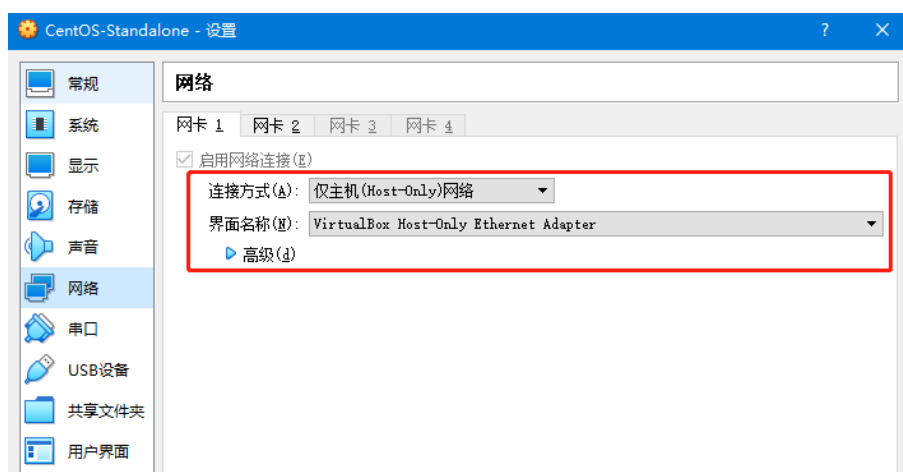 CentOS-Standalone - 设置 ? ×
常规
系统
显示
存储
声音
网络
串口
USB设备
共享文件夹
用户界面
网络
网卡 1 网卡 2 网卡 3 网卡 4
启用网络连接(E)
连接方式(A): 仅主机(Host-Only)网络
界面名称(N): VirtualBox Host-Only Ethernet Adapter
高级(d)